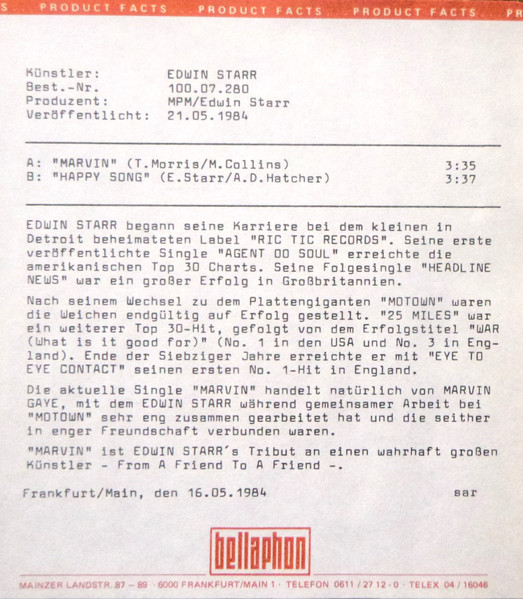 S PRODUCT FACTS PRODUCT FACTS PRODUCT FACTS PR
Künstler: EDWIN STARR
Best.-Nr. 100.07.280
Produzent: MPM/Edwin Starr
Veröffentlicht: 21.05.1984
A: "MARVIN" (T.Morris/M.Collins) 3:35
B: "HAPPY SONG" (E.Starr/A.D.Hatcher) 3:37
EDWIN STARR begann seine Karriere bei dem kleinen in
Detroit beheimateten Label "RIC TIC RECORDS". Seine erste
veröffentlichte Single "AGENT OO SOUL" erreichte die
amerikanischen Top 30 Charts. Seine Folgesingle "HEADLINE
NEWS" war ein großer Erfolg in Großbritannien.
Nach seinem Wechsel zu dem Plattengiganten "MOTOWN" waren
die Weichen endgültig auf Erfolg gestellt. "25 MILES" war
ein weiterer Top 30-Hit, gefolgt von dem Erfolgstitel "WAR
(What is it good for)" (No. 1 in den USA und No. 3 in Eng-
land). Ende der Siebziger Jahre erreichte er mit "EYE TO
EYE CONTACT" seinen ersten No. 1-Hit in England.
Die aktuelle Single "MARVIN" handelt natürlich von MARVIN
GAYE, mit dem EDWIN STARR während gemeinsamer Arbeit bei
"MOTOWN" sehr eng zusammen gearbeitet hat und die seither
in enger Freundschaft verbunden waren.
"MARVIN" ist EDWIN STARR's Tribut an einen wahrhaft großen
Künstler - From A Friend To A Friend -.
Frankfurt/Main, den 16.05.1984 sar
bellaphon
MAINZER LANDSTR. 87 – 89 · 6000 FRANKFURT/MAIN 1 · TELEFON 0611 / 27 12 - 0 · TELEX 04 / 16046